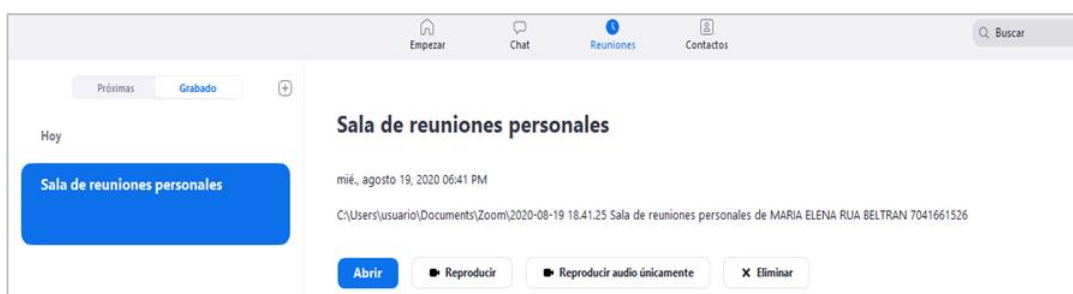 Empezar Chat Reuniones Contactos Buscar
Próximas Grabado
Hoy
Sala de reuniones personales
Sala de reuniones personales
mié., agosto 19, 2020 06:41 PM
C:\Users\usuario\Documents\Zoom\2020-08-19 18.41.25 Sala de reuniones personales de MARIA ELENA RUA BELTRAN 7041661526
Abrir Reproducir Reproducir audio únicamente Eliminar